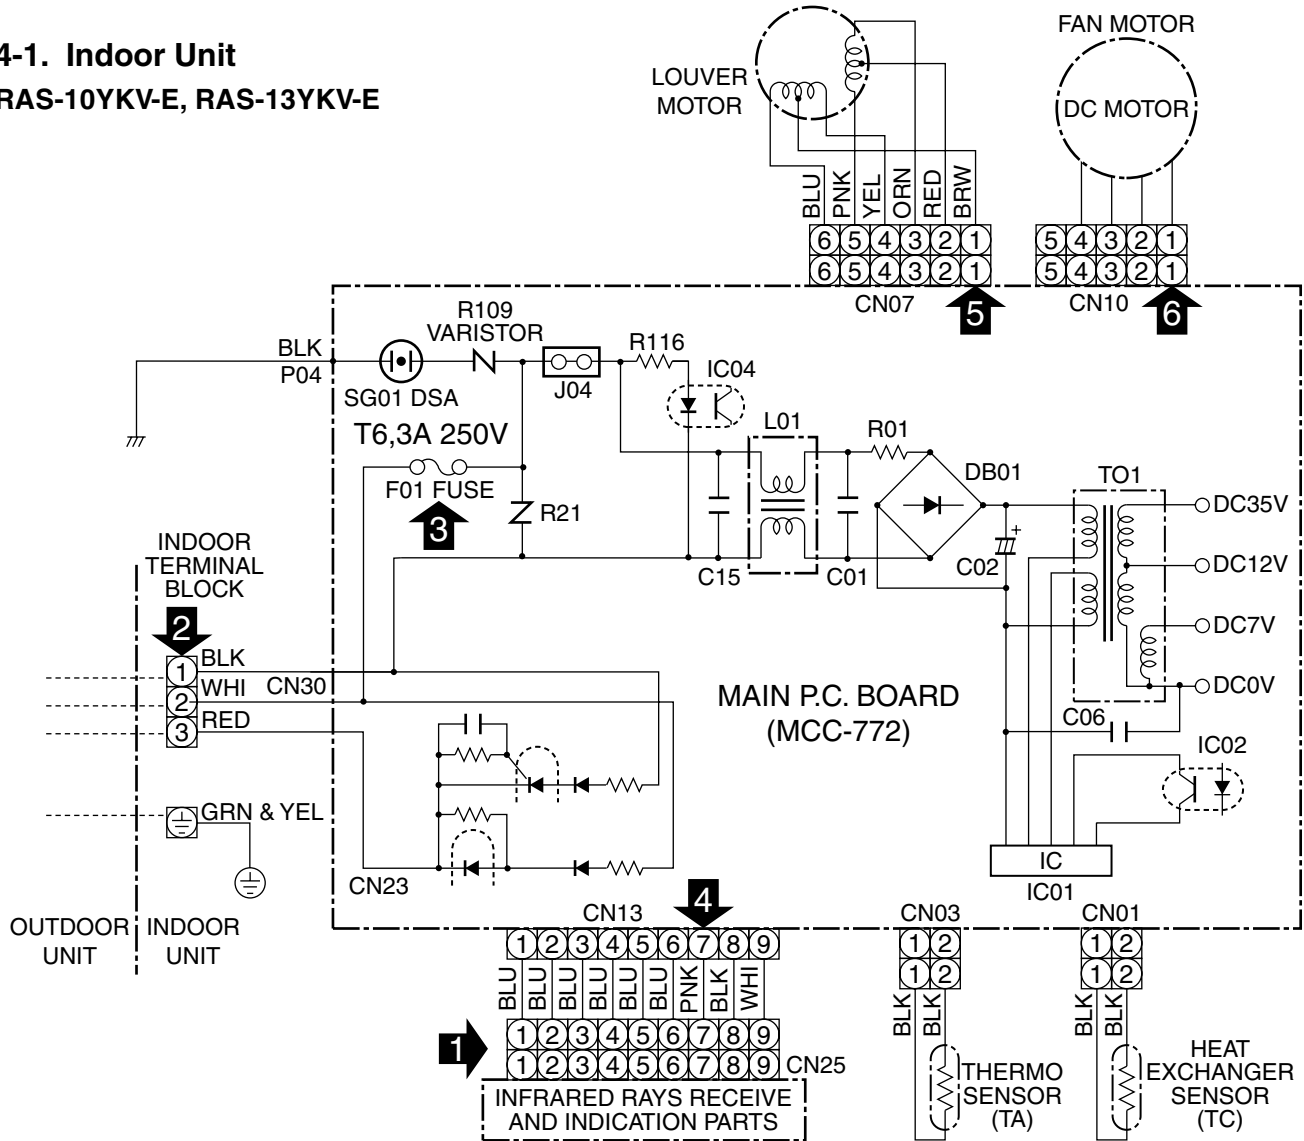 4-1. Indoor Unit
RAS-10YKV-E, RAS-13YKV-E
LOUVER
MOTOR
FAN MOTOR
DC MOTOR
BLU
PNK
YEL
ORN
RED
BRW
6 5 4 3 2 1
6 5 4 3 2 1
CN07
5
5 4 3 2 1
5 4 3 2 1
CN10
6
BLK
P04
SG01 DSA
R109
VARISTOR
J04
R116
IC04
T6,3A 250V
F01 FUSE
3
R21
C15
L01
C01
R01
DB01
C02
+
TO1
DC35V
DC12V
DC7V
DC0V
C06
IC02
IC
IC01
INDOOR
TERMINAL
BLOCK
2
1 BLK
2 WHI
3 RED
CN30
GRN & YEL
CN23
MAIN P.C. BOARD
(MCC-772)
OUTDOOR
UNIT
INDOOR
UNIT
CN13
4
1 2 3 4 5 6 7 8 9
BLU
BLU
BLU
BLU
BLU
BLU
PNK
BLK
WHI
1
1 2 3 4 5 6 7 8 9
1 2 3 4 5 6 7 8 9
CN25
INFRARED RAYS RECEIVE
AND INDICATION PARTS
CN03
1 2
1 2
BLK
BLK
THERMO
SENSOR
(TA)
CN01
1 2
1 2
BLK
BLK
HEAT
EXCHANGER
SENSOR
(TC)